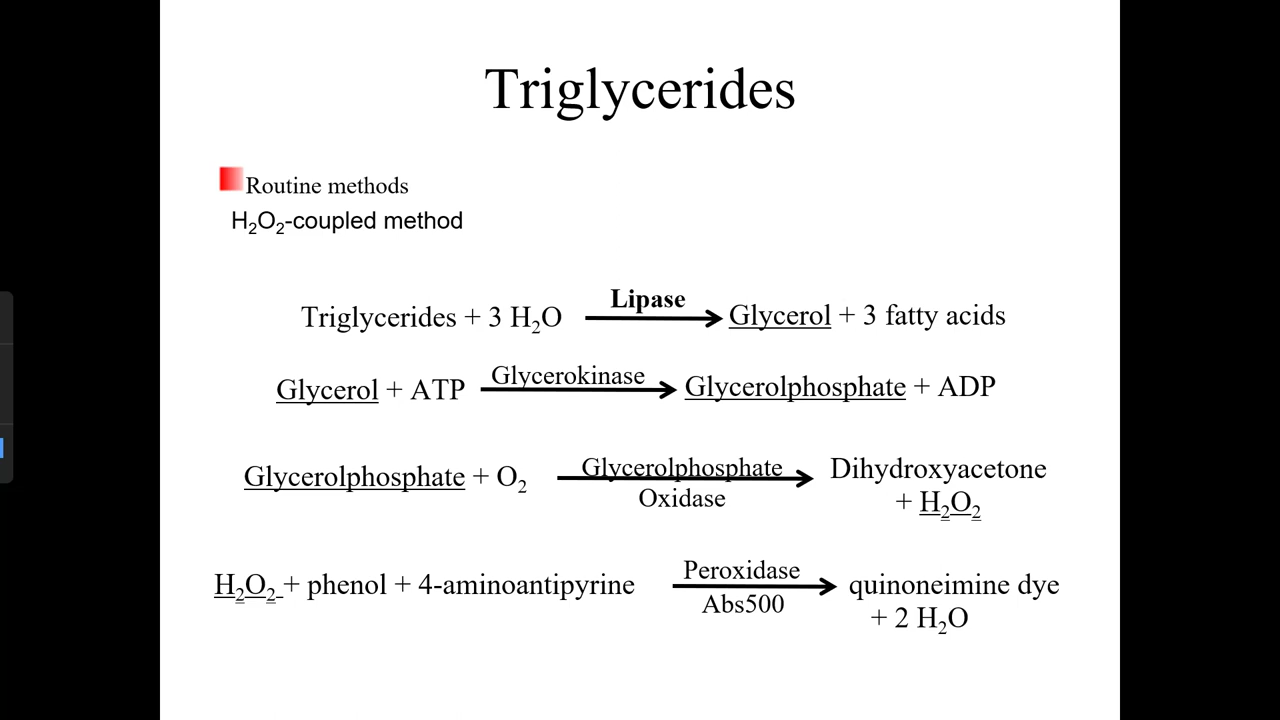 Triglycerides
Routine methods
H₂O₂-coupled method
Triglycerides + 3 H₂O Lipase Glycerol + 3 fatty acids
Glycerol + ATP Glycerokinase Glycerolphosphate + ADP
Glycerolphosphate + O₂ Glycerolphosphate Dihydroxyacetone
Oxidase + H₂O₂
H₂O₂ + phenol + 4-aminoantipyrine Peroxidase quinoneimine dye
Abs500 + 2 H₂O